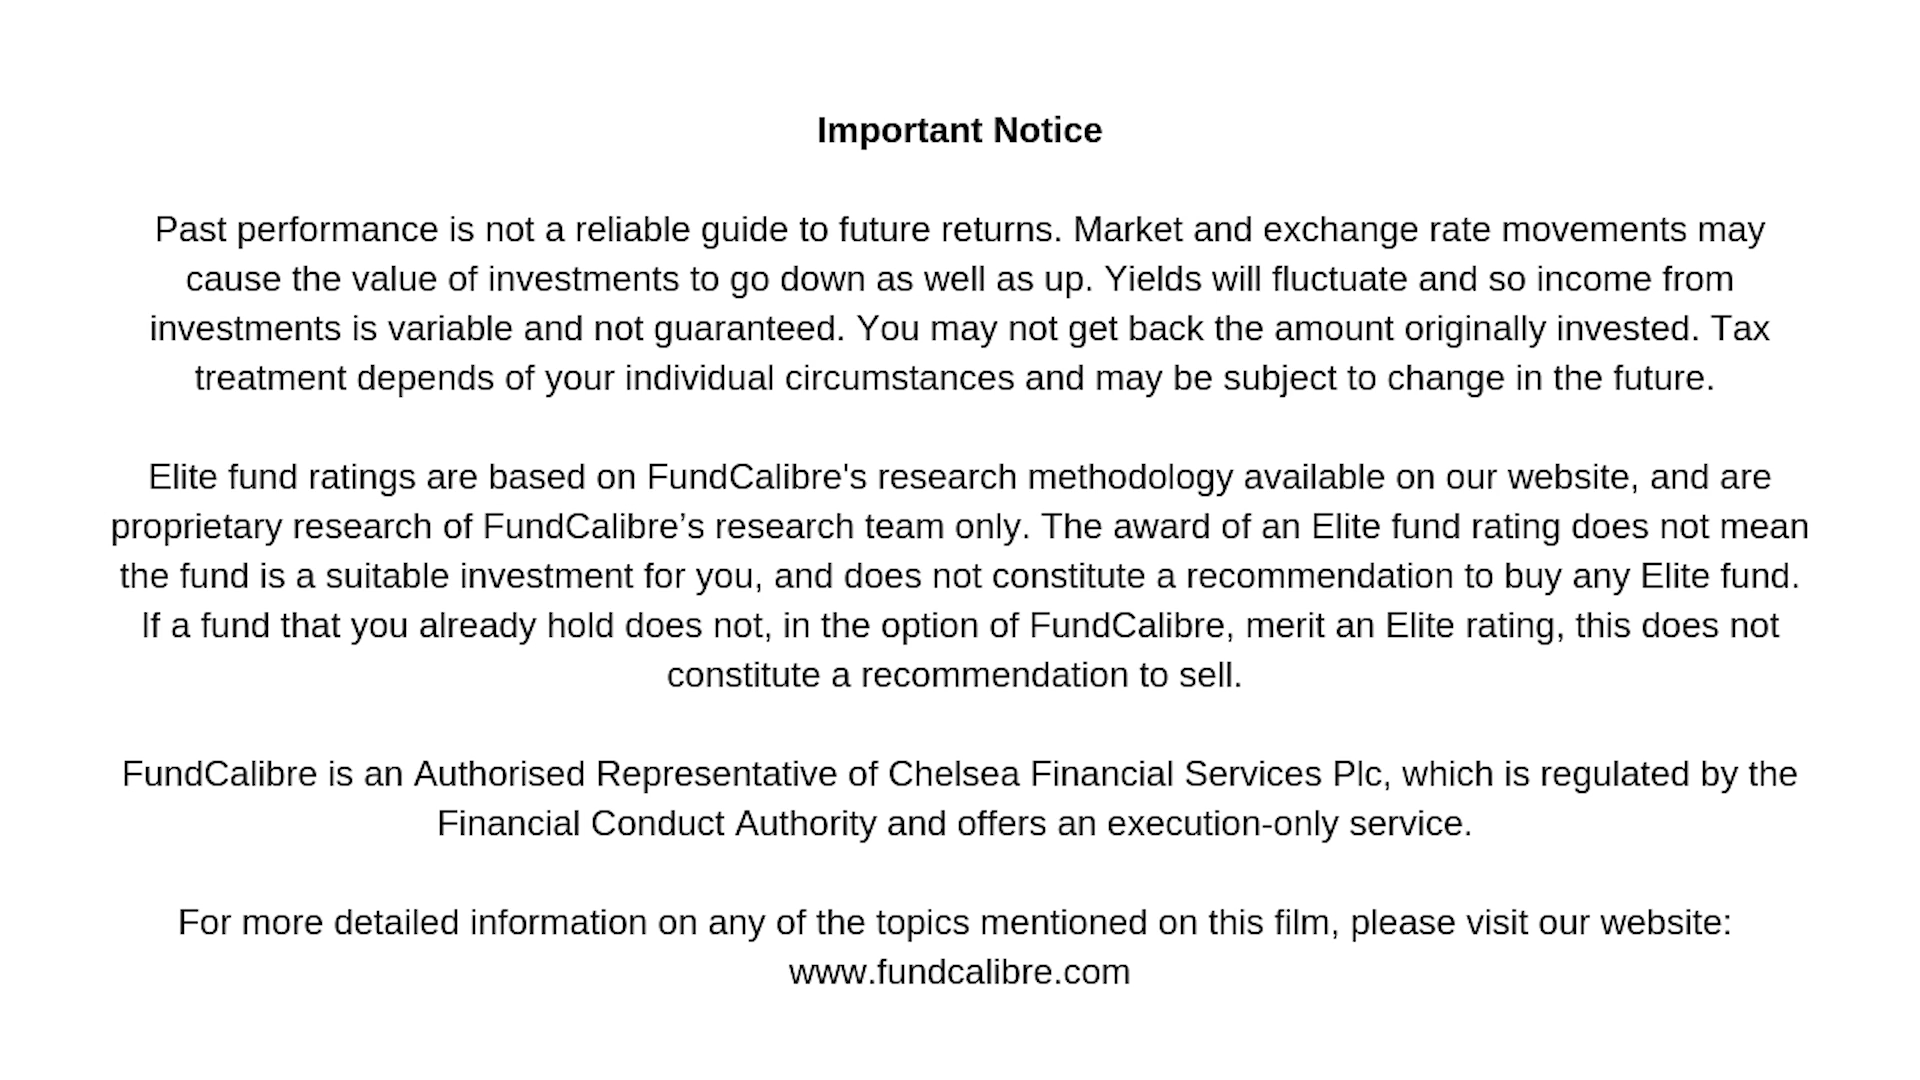 Important Notice
Past performance is not a reliable guide to future returns. Market and exchange rate movements may
cause the value of investments to go down as well as up. Yields will fluctuate and so income from
investments is variable and not guaranteed. You may not get back the amount originally invested. Tax
treatment depends of your individual circumstances and may be subject to change in the future.
Elite fund ratings are based on FundCalibre's research methodology available on our website, and are
proprietary research of FundCalibre’s research team only. The award of an Elite fund rating does not mean
the fund is a suitable investment for you, and does not constitute a recommendation to buy any Elite fund.
If a fund that you already hold does not, in the option of FundCalibre, merit an Elite rating, this does not
constitute a recommendation to sell.
FundCalibre is an Authorised Representative of Chelsea Financial Services Plc, which is regulated by the
Financial Conduct Authority and offers an execution-only service.
For more detailed information on any of the topics mentioned on this film, please visit our website:
www.fundcalibre.com